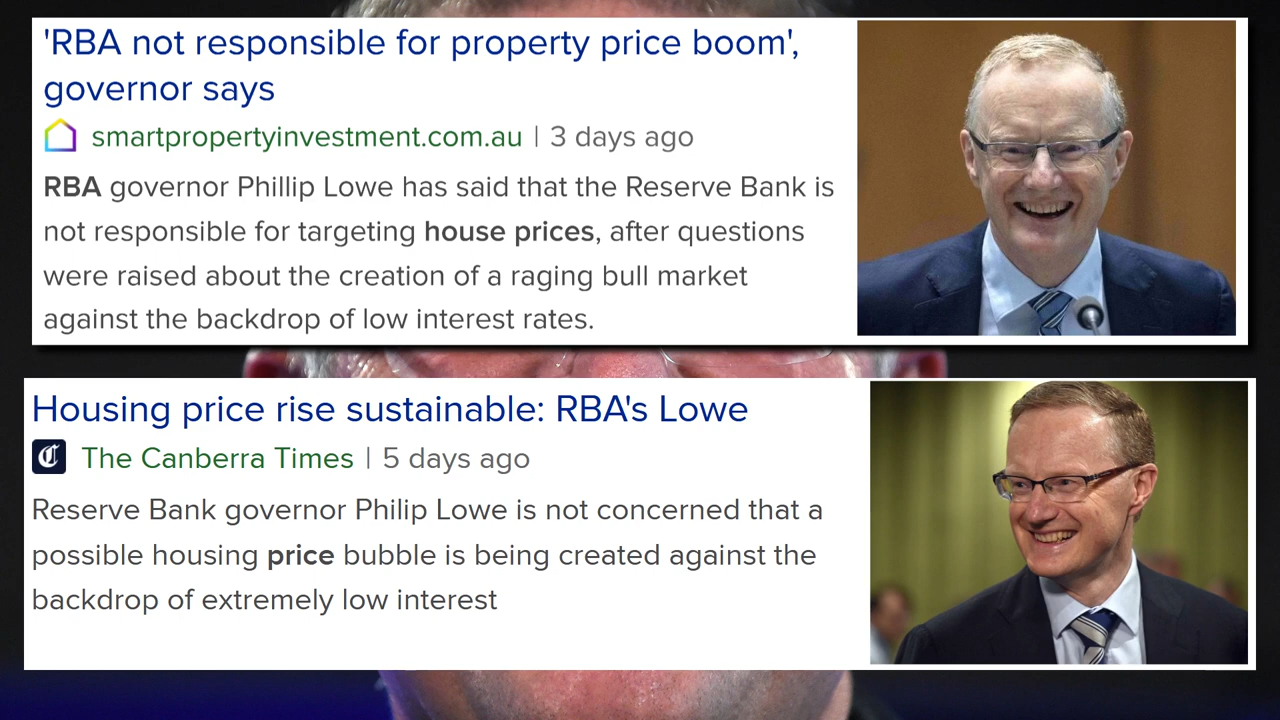 'RBA not responsible for property price boom',
governor says
smartpropertyinvestment.com.au | 3 days ago
RBA governor Phillip Lowe has said that the Reserve Bank is
not responsible for targeting house prices, after questions
were raised about the creation of a raging bull market
against the backdrop of low interest rates.
Housing price rise sustainable: RBA's Lowe
The Canberra Times | 5 days ago
Reserve Bank governor Philip Lowe is not concerned that a
possible housing price bubble is being created against the
backdrop of extremely low interest